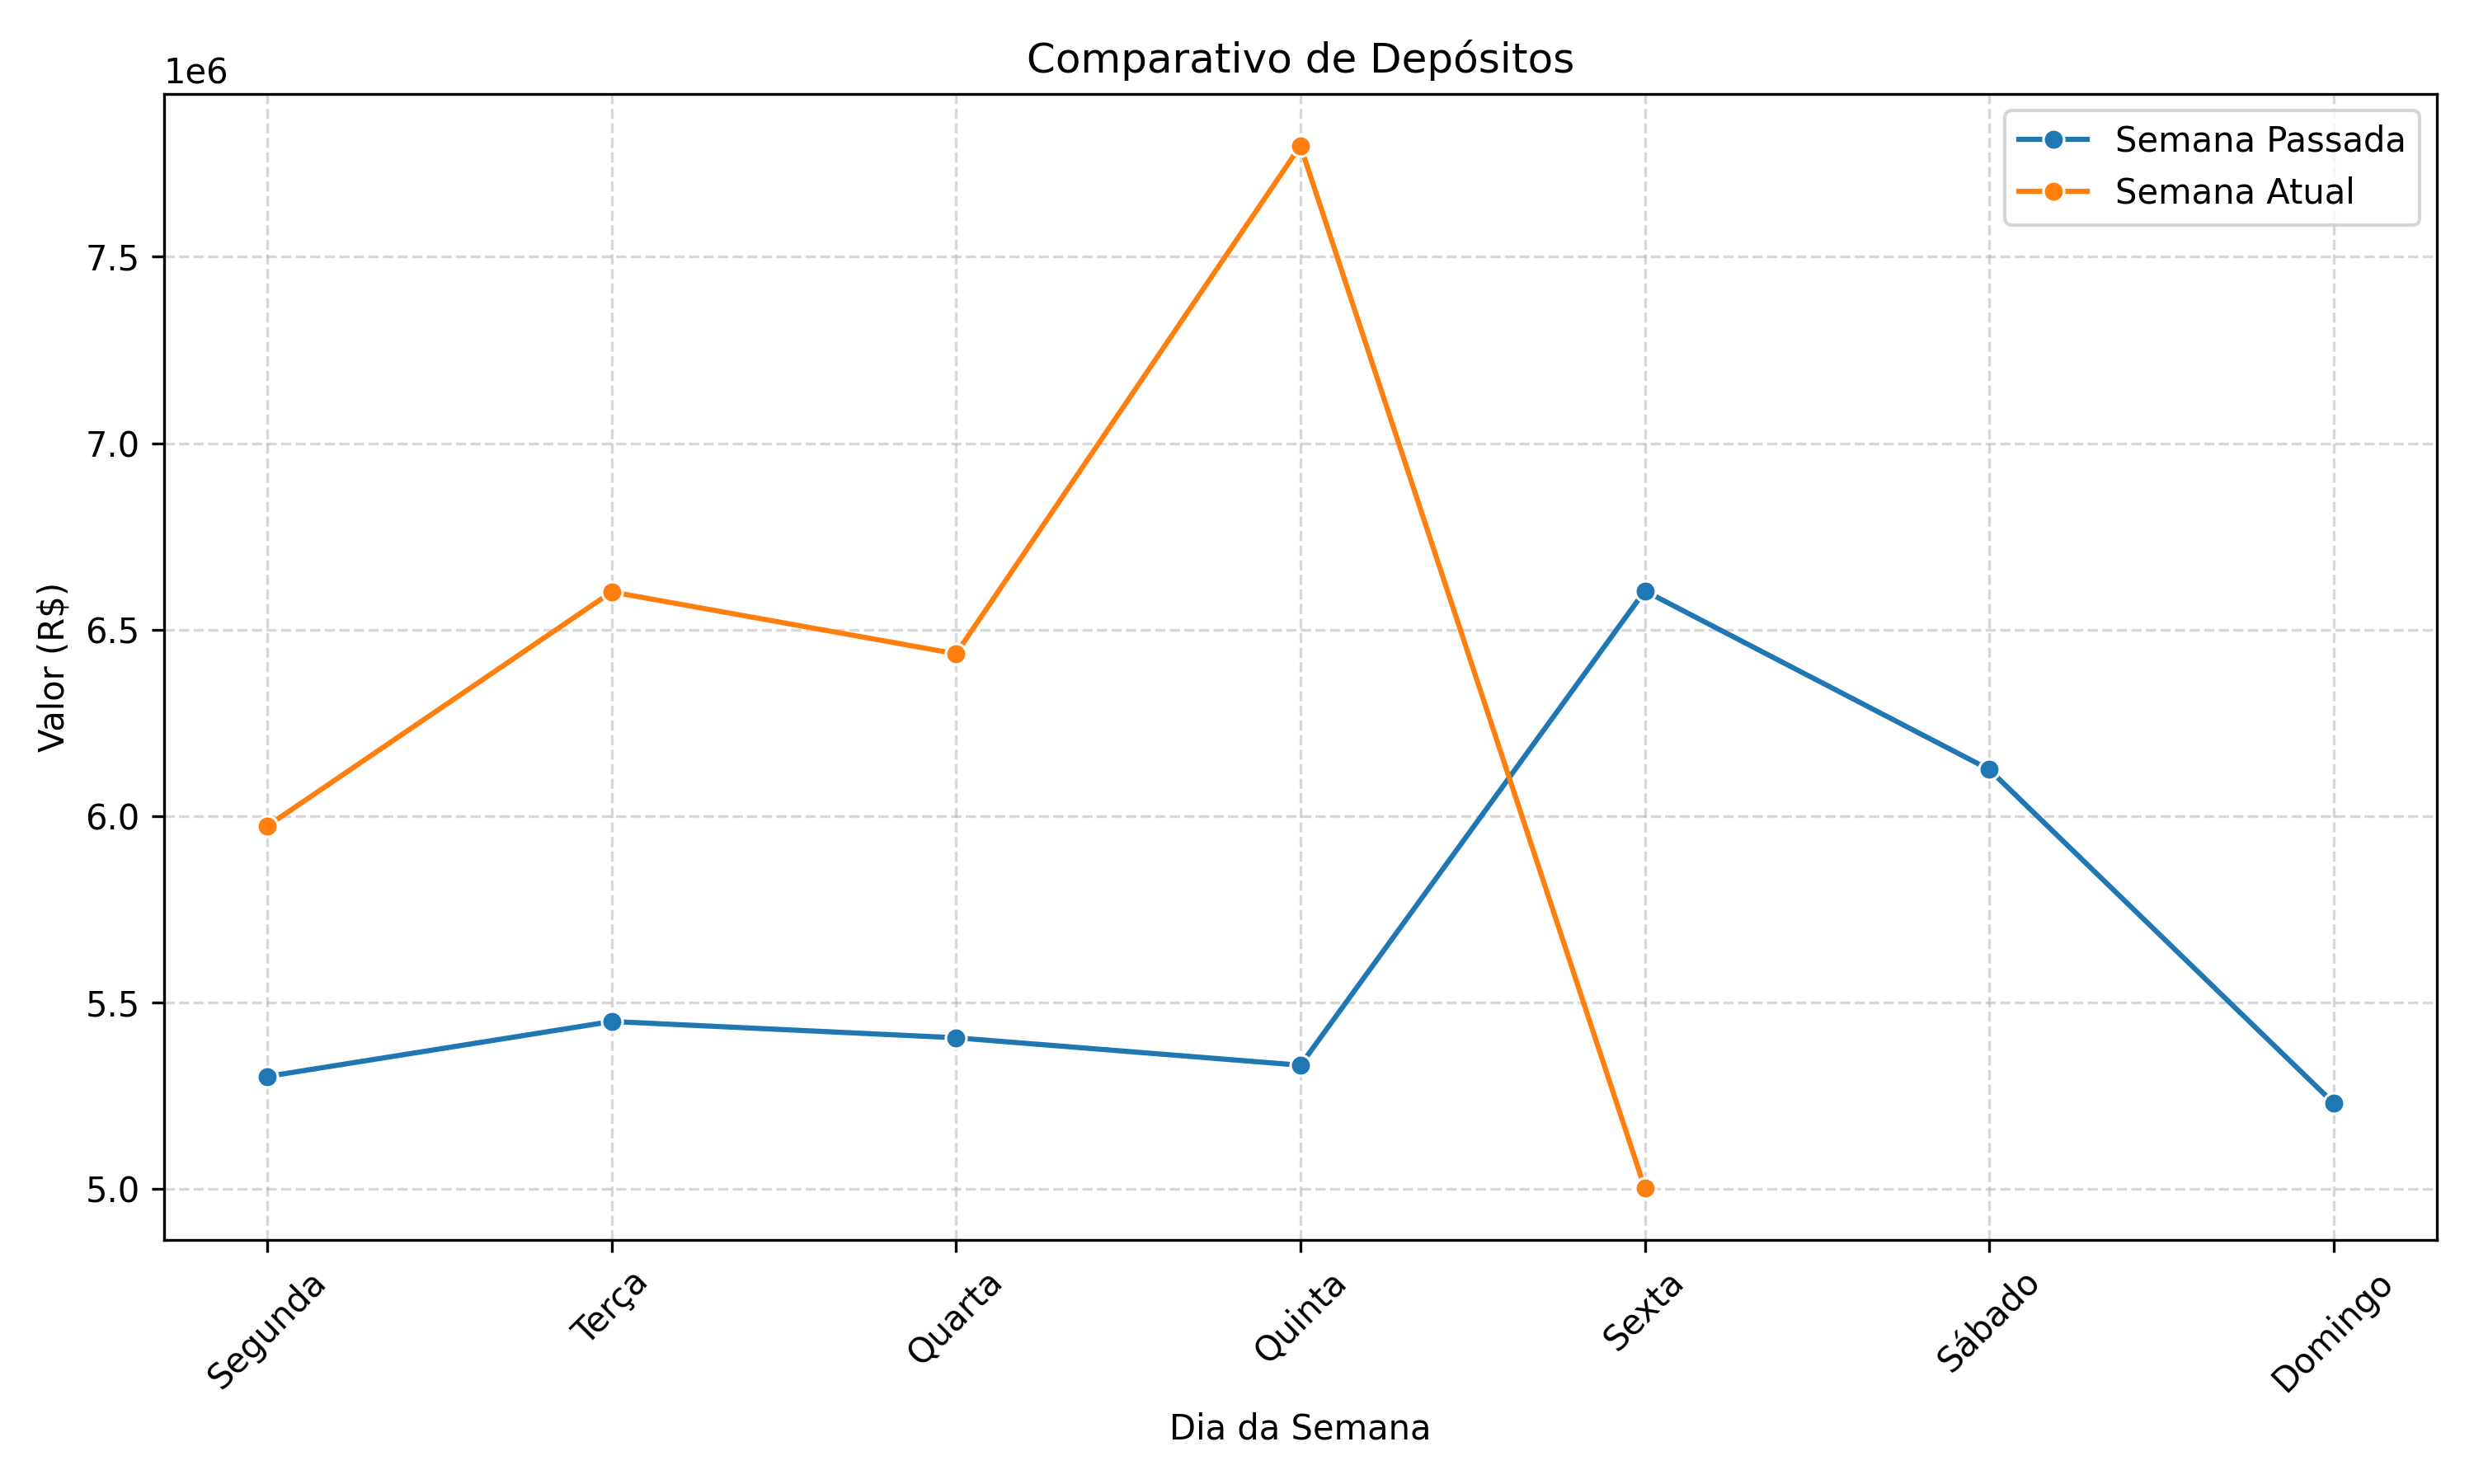 Comparativo de Depósitos
1e6
Semana Passada
Semana Atual
7.5
7.0
6.5
6.0
5.5
5.0
Valor (R$)
Segunda
Terça
Quarta
Quinta
Sexta
Sábado
Domingo
Dia da Semana